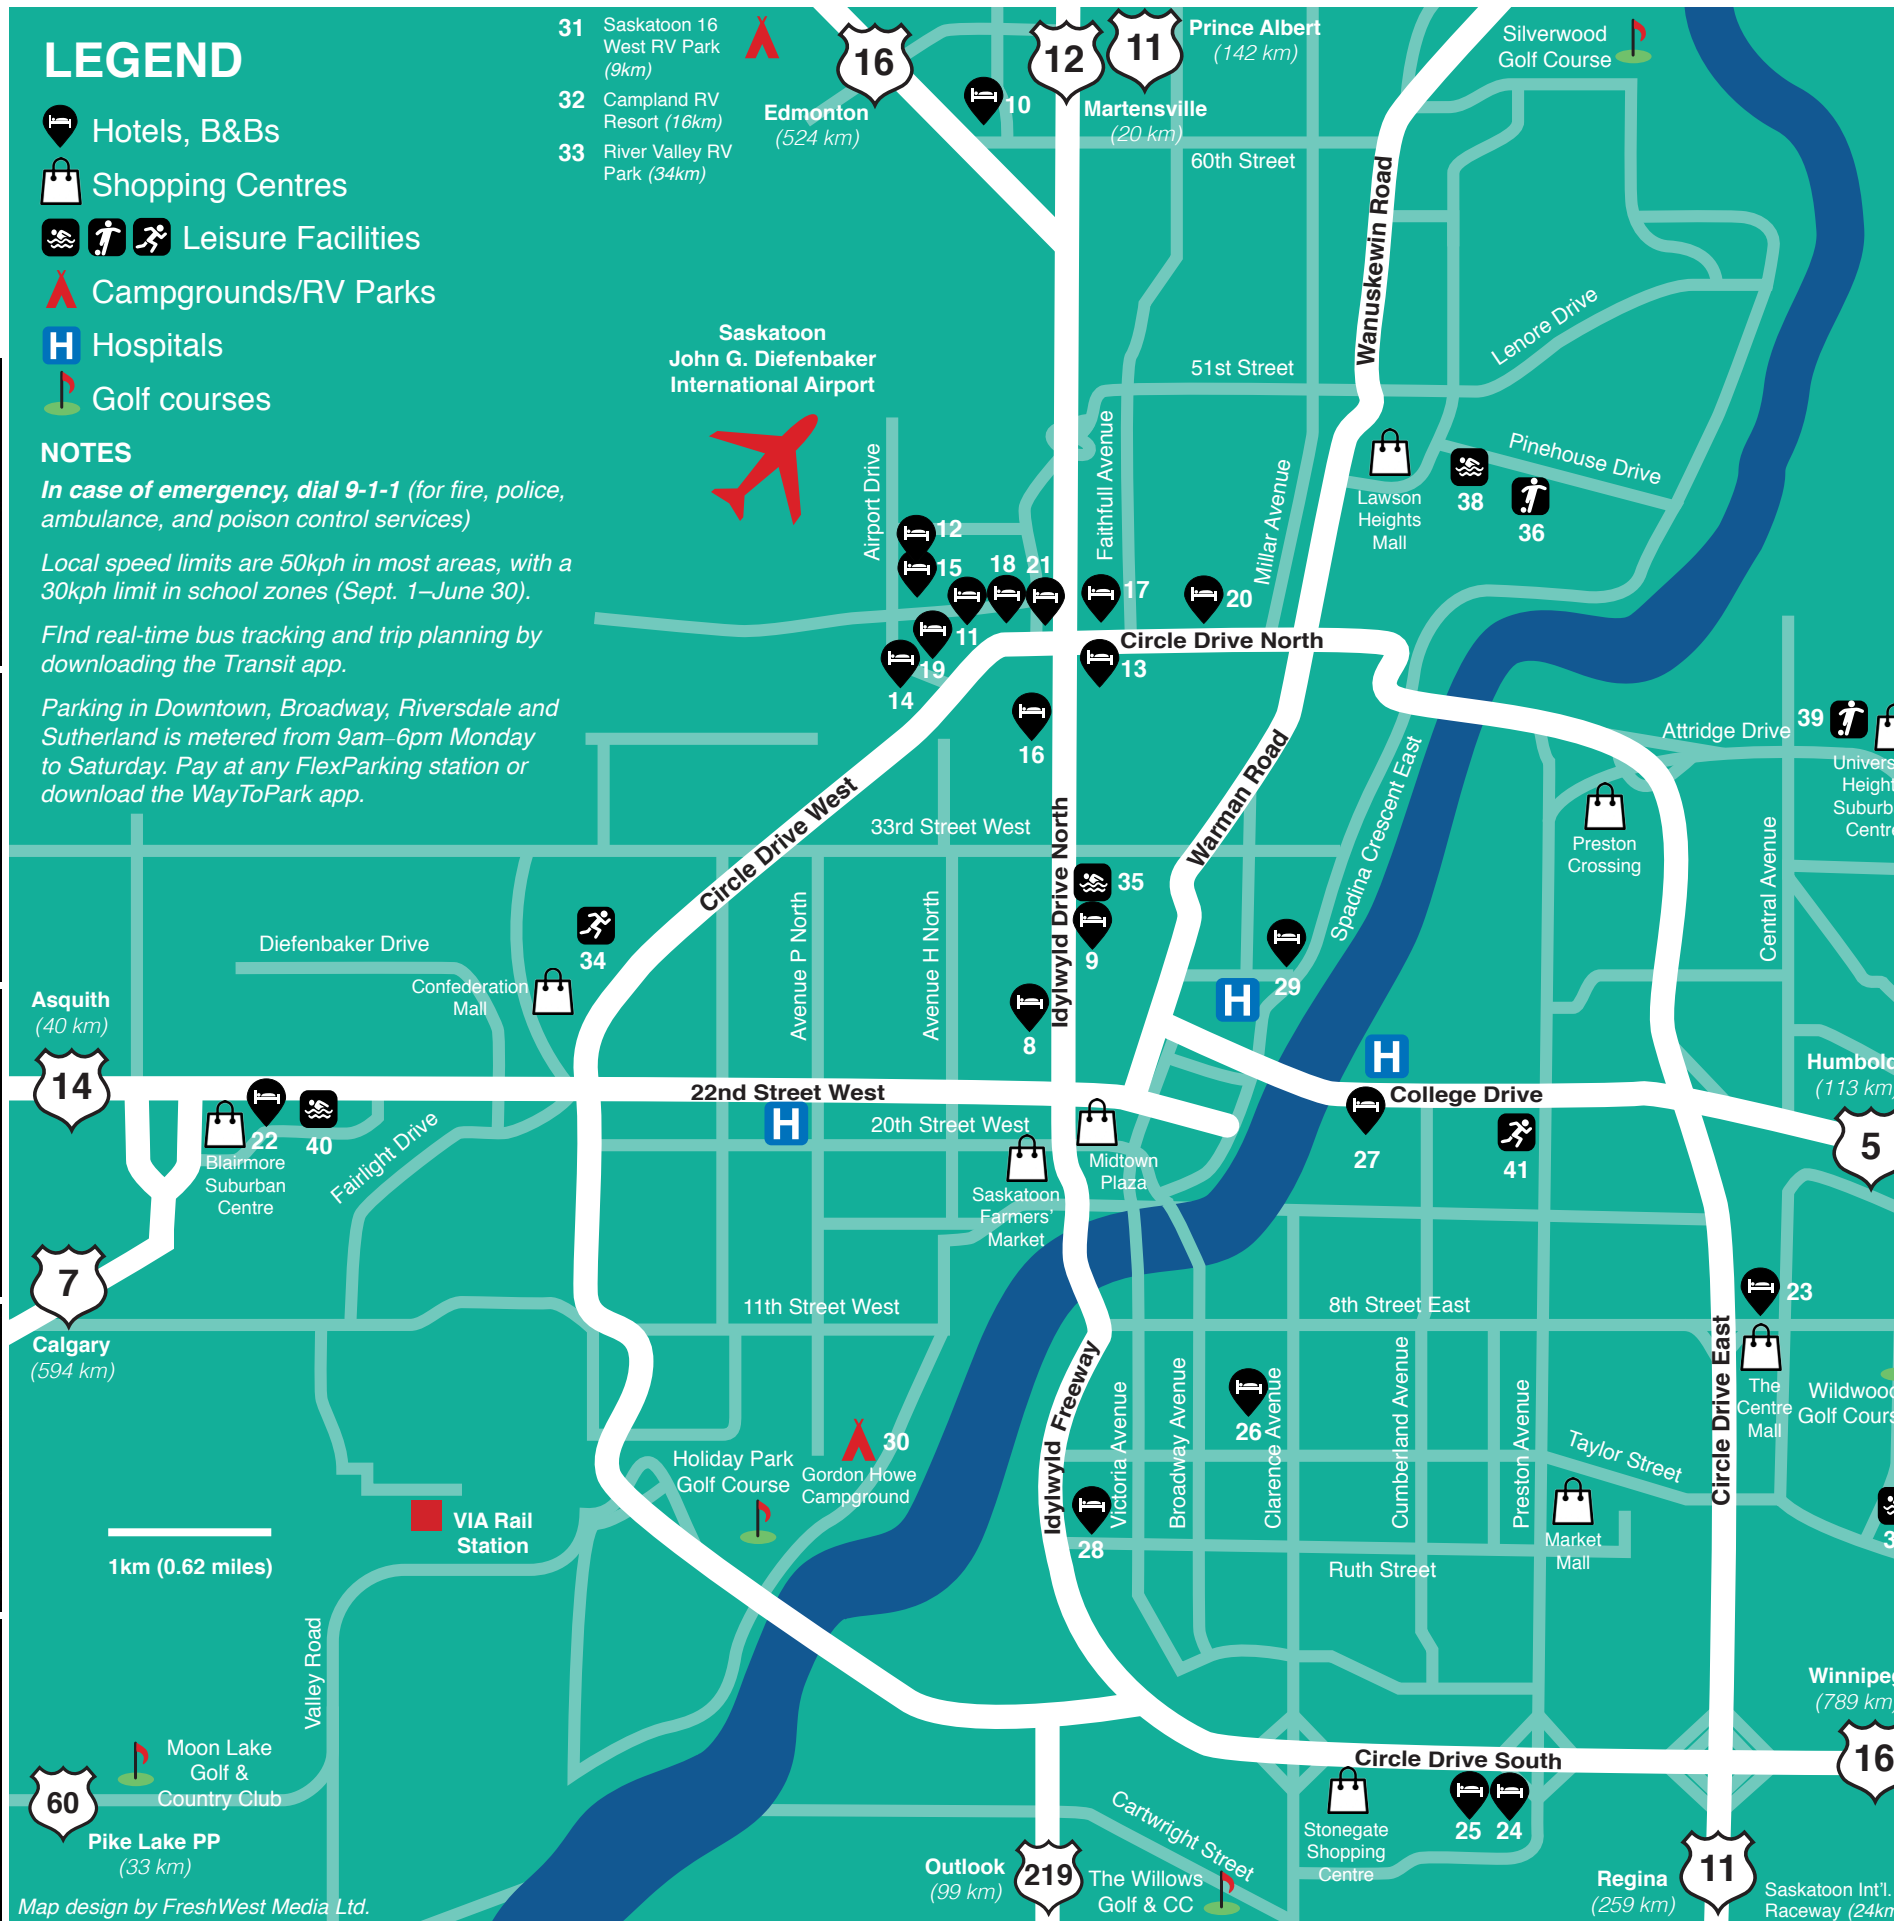 LEGEND
Hotels, B&Bs
Shopping Centres
Leisure Facilities
Campgrounds/RV Parks
H Hospitals
Golf courses
NOTES
In case of emergency, dial 9-1-1 (for fire, police,
ambulance, and poison control services)
Local speed limits are 50kph in most areas, with a
30kph limit in school zones (Sept. 1–June 30).
FInd real-time bus tracking and trip planning by
downloading the Transit app.
Parking in Downtown, Broadway, Riversdale and
Sutherland is metered from 9am–6pm Monday
to Saturday. Pay at any FlexParking station or
download the WayToPark app.
31 Saskatoon 16
West RV Park
(9km)
32 Campland RV
Resort (16km)
33 River Valley RV
Park (34km)
16
Edmonton
(524 km)
12
11
Prince Albert
(142 km)
Martensville
(20 km)
10
Silverwood
Golf Course
60th Street
Wanuskewin Road
Lenore Drive
51st Street
Saskatoon
John G. Diefenbaker
International Airport
Airport Drive
Faithfull Avenue
Millar Avenue
Pinehouse Drive
Lawson
Heights
Mall
38
36
12
15
18
21
17
20
11
19
14
13
16
Circle Drive North
Circle Drive West
Warman Road
Spadina Crescent East
Attridge Drive
39
Preston
Crossing
Central Avenue
33rd Street West
Idylwyld Drive North
35
9
8
29
H
H
Avenue P North
Avenue H North
Diefenbaker Drive
34
Confederation
Mall
Asquith
(40 km)
14
22nd Street West
H
20th Street West
College Drive
27
41
(113 km
5
22
40
Blairmore
Suburban
Centre
Fairlight Drive
Saskatoon
Farmers'
Market
Midtown
Plaza
7
Calgary
(594 km)
11th Street West
8th Street East
23
The
Centre
Mall
Circle Drive East
Idylwyld Freeway
Victoria Avenue
Broadway Avenue
26
Clarence Avenue
Cumberland Avenue
Preston Avenue
Taylor Street
Market
Mall
28
Ruth Street
Holiday Park
Golf Course
30
Gordon Howe
Campground
VIA Rail
Station
1km (0.62 miles)
Valley Road
Moon Lake
Golf &
Country Club
60
Pike Lake PP
(33 km)
Map design by FreshWest Media Ltd.
Circle Drive South
(789 km
16
Stonegate
Shopping
Centre
25
24
Cartwright Street
Outlook
(99 km)
219
The Willows
Golf & CC
Regina
(259 km)
11
Saskatoon Int'l.
Raceway (24km